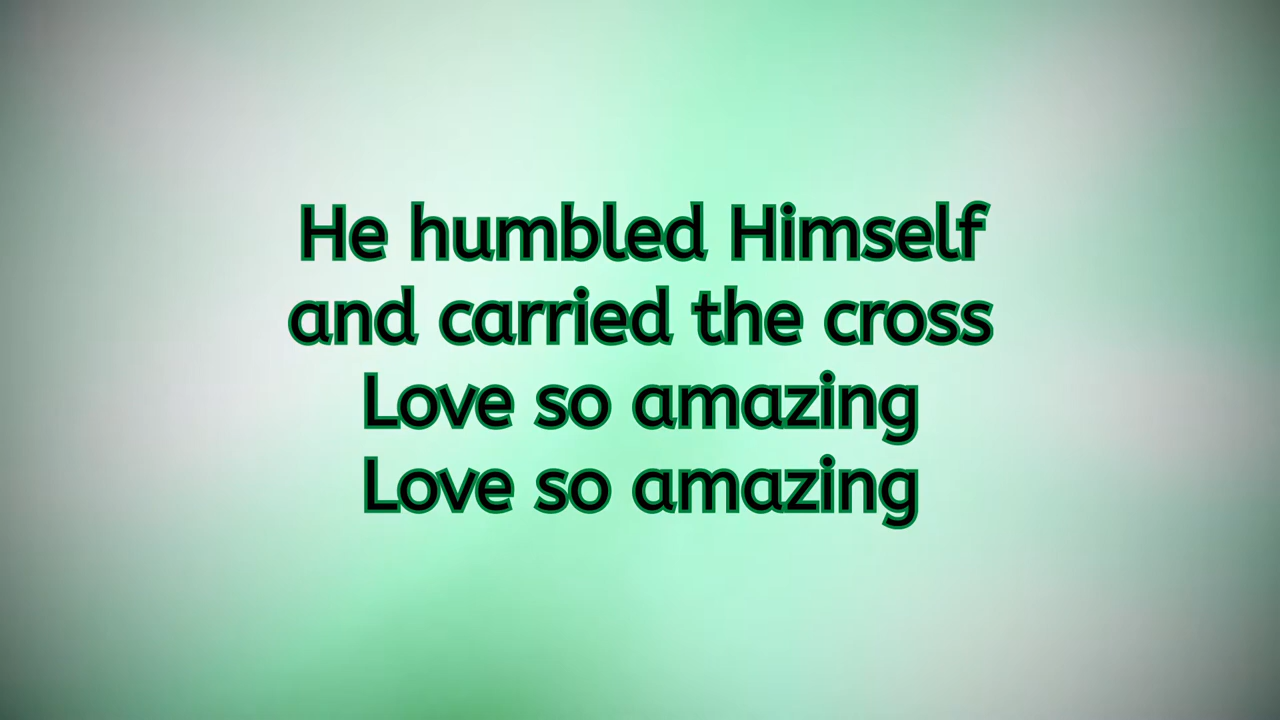 He humbled Himself
and carried the cross
Love so amazing
Love so amazing